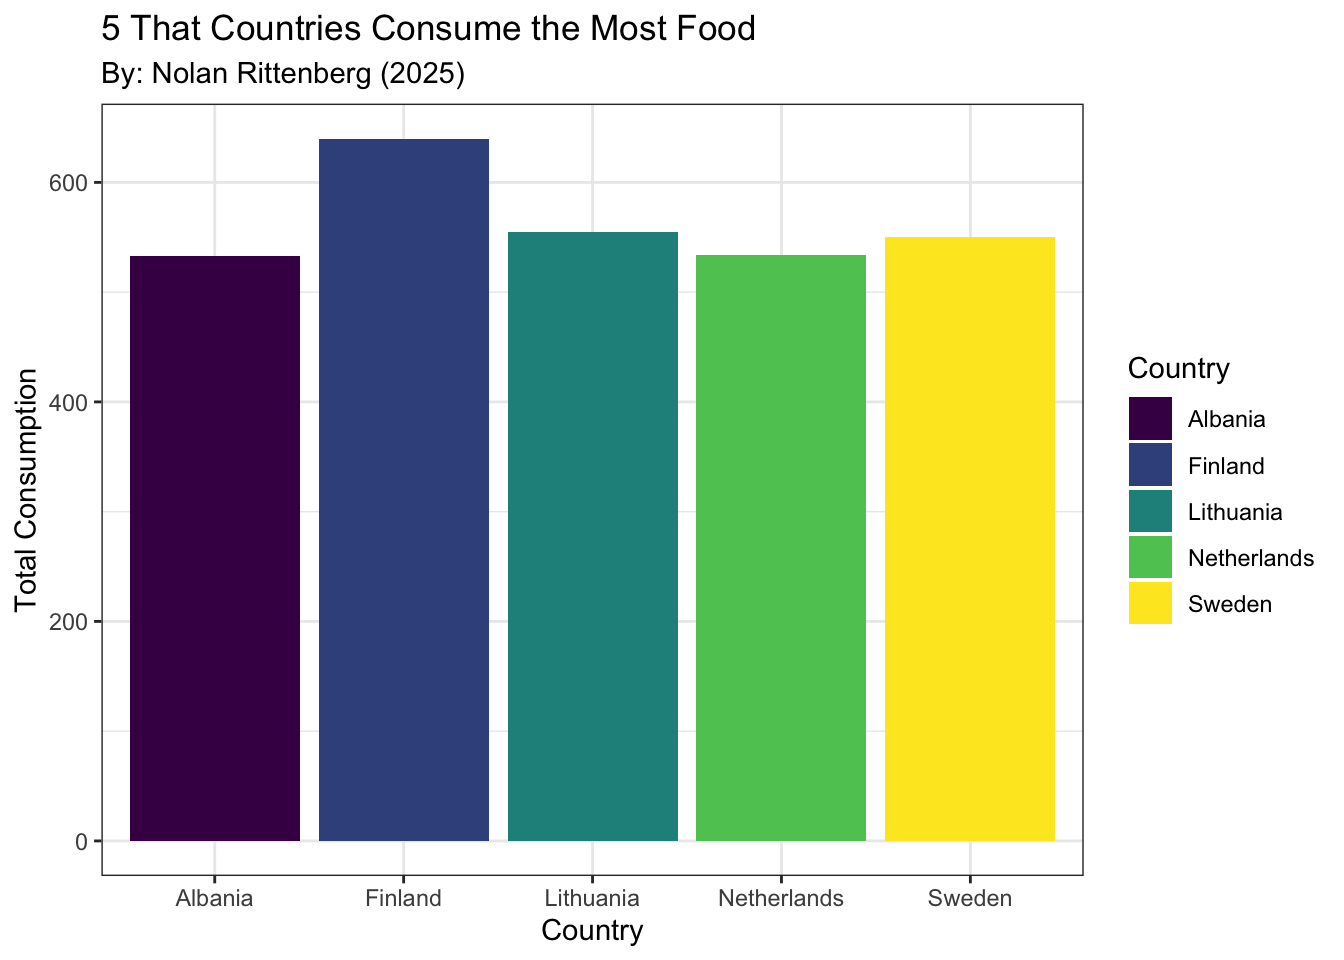 5 That Countries Consume the Most Food
By: Nolan Rittenberg (2025)
600
400
200
0
Total Consumption
Albania
Finland
Lithuania
Netherlands
Sweden
Country
Country
Albania
Finland
Lithuania
Netherlands
Sweden